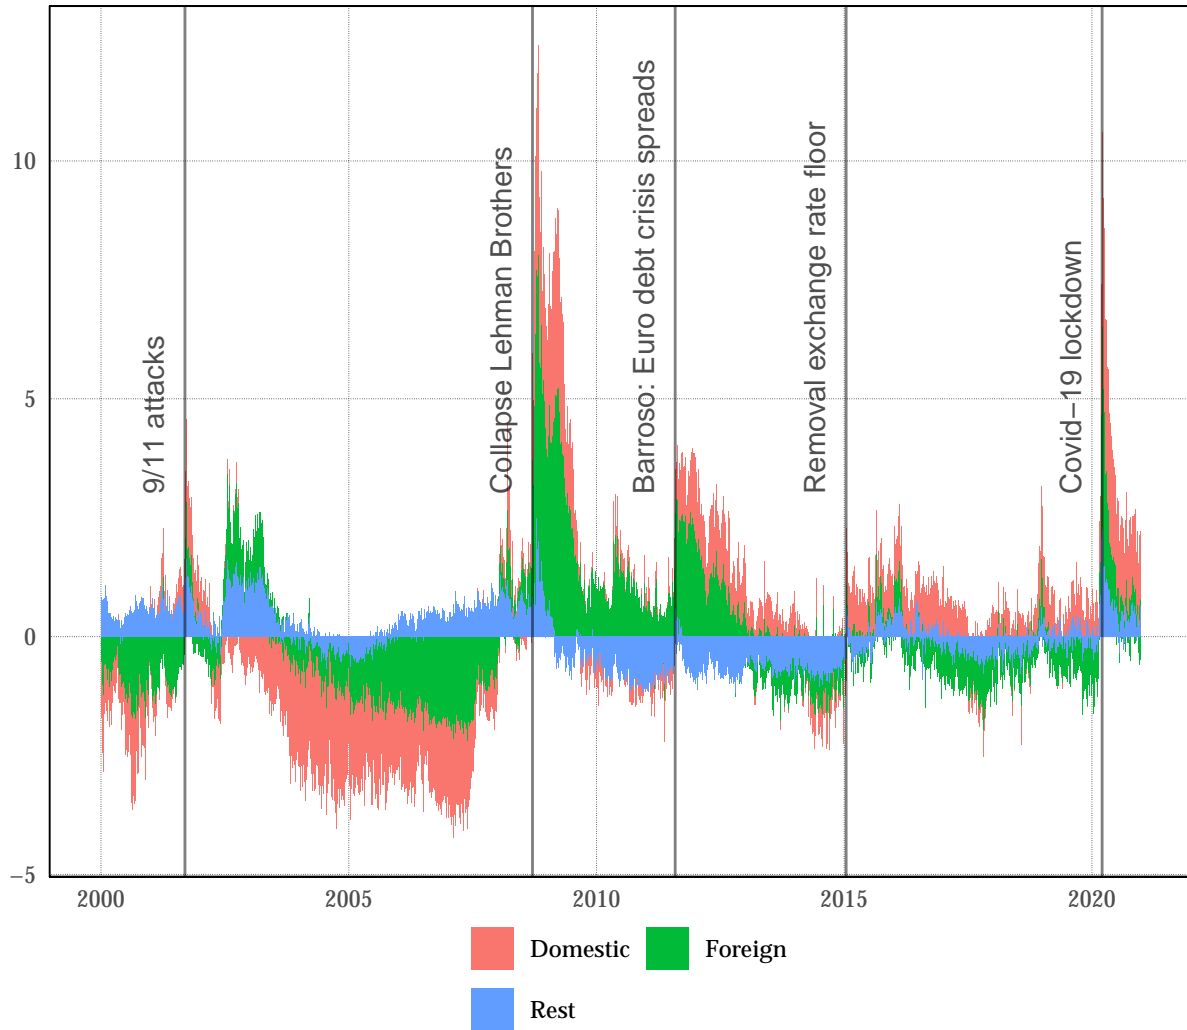 10
5
0
−5
9/11 attacks
Collapse Lehman Brothers
Barroso: Euro debt crisis spreads
Removal exchange rate floor
Covid−19 lockdown
2000
2005
2010
2015
2020
Domestic
Foreign
Rest